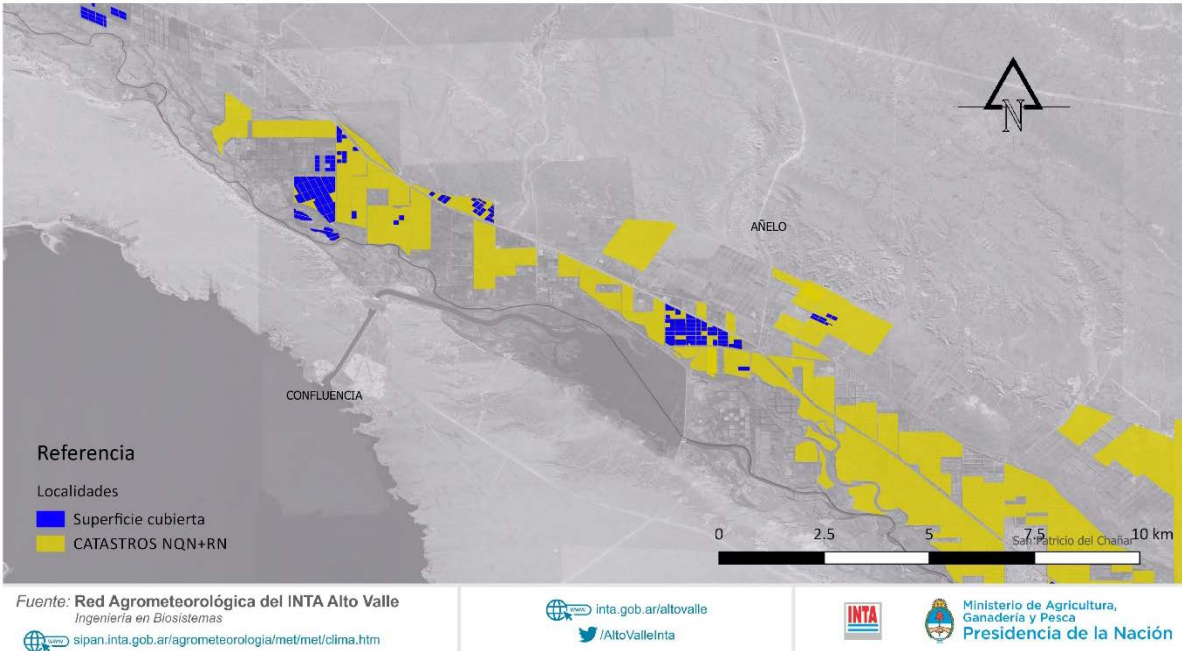 N
AÑELO
CONFLUENCIA
Referencia
Localidades
Superficie cubierta
CATASTROS NQN+RN
0 2.5 5 7.5 10 km
San Patricio del Chañar
Fuente: Red Agrometeorológica del INTA Alto Valle
Ingeniería en Biosistemas
www sipan.inta.gob.ar/agrometeorologia/met/met/clima.htm
www inta.gob.ar/altovalle
/AltoValleInta
INTA
Ministerio de Agricultura,
Ganadería y Pesca
Presidencia de la Nación